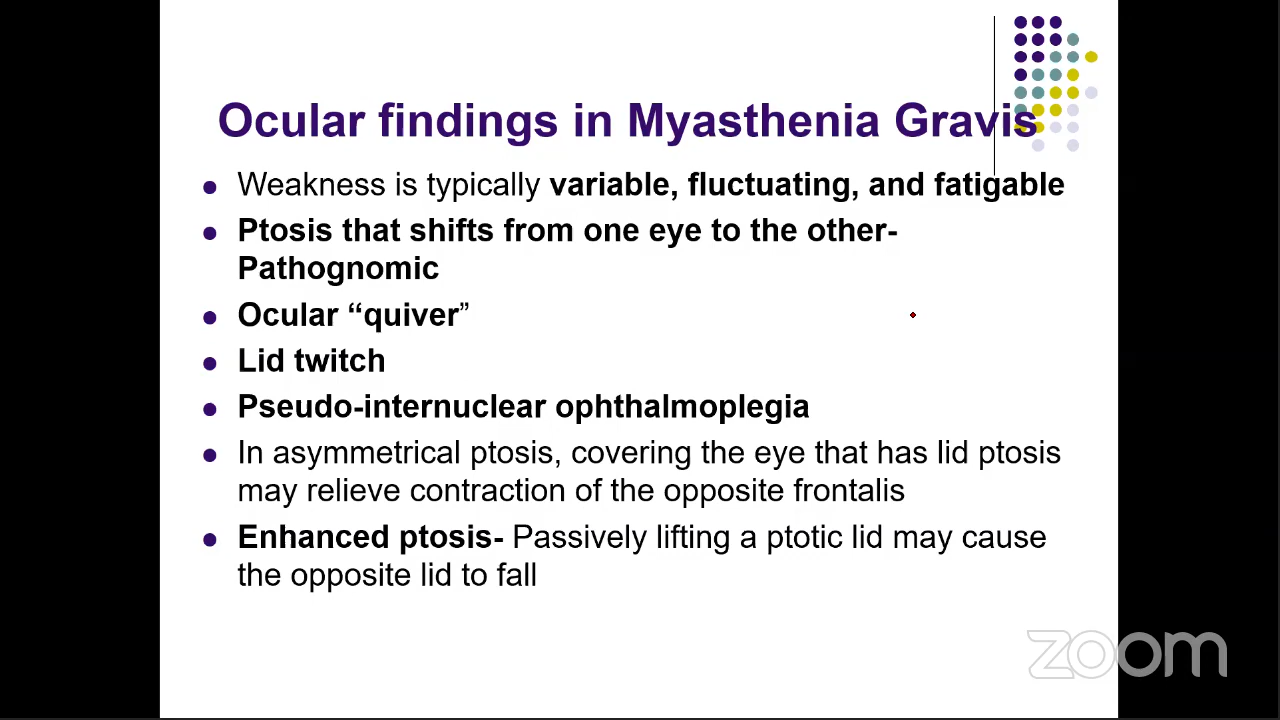 Ocular findings in Myasthenia Gravis
● Weakness is typically variable, fluctuating, and fatigable
● Ptosis that shifts from one eye to the other-
Pathognomic
● Ocular “quiver”
● Lid twitch
● Pseudo-internuclear ophthalmoplegia
● In asymmetrical ptosis, covering the eye that has lid ptosis
may relieve contraction of the opposite frontalis
● Enhanced ptosis- Passively lifting a ptotic lid may cause
the opposite lid to fall
zoom